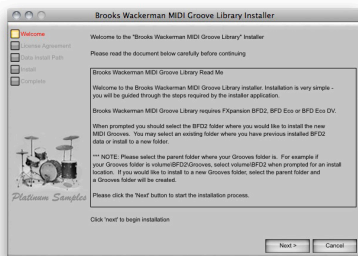 Brooks Wackerman MIDI Groove Library Installer
Welcome
License Agreement
Data Install Path
Install
Complete
Platinum Samples
Welcome to the "Brooks Wackerman MIDI Groove Library" Installer
Please read the document below carefully before continuing
Brooks Wackerman MIDI Groove Library Read Me
Welcome to the Brooks Wackerman MIDI Groove Library installer. Installation is very simple -
you will be guided through the steps required by the installer application.
Brooks Wackerman MIDI Groove Library requires FXpansion BFD2, BFD Eco or BFD Eco DV.
When prompted you should select the BFD2 folder where you would like to install the new
MIDI Grooves. You may select an existing folder where you have previous installed BFD2
data or install to a new folder.
*** NOTE: Please select the parent folder where your Grooves folder is. For example if
your Grooves folder is volume\BFD2\Grooves, select volume\BFD2 when prompted for an install
location. If you would like to install to a new Grooves folder, select the parent folder and
a Grooves folder will be created.
Please click the 'Next' button to start the installation process.
Click 'next' to begin installation
Next >
Cancel